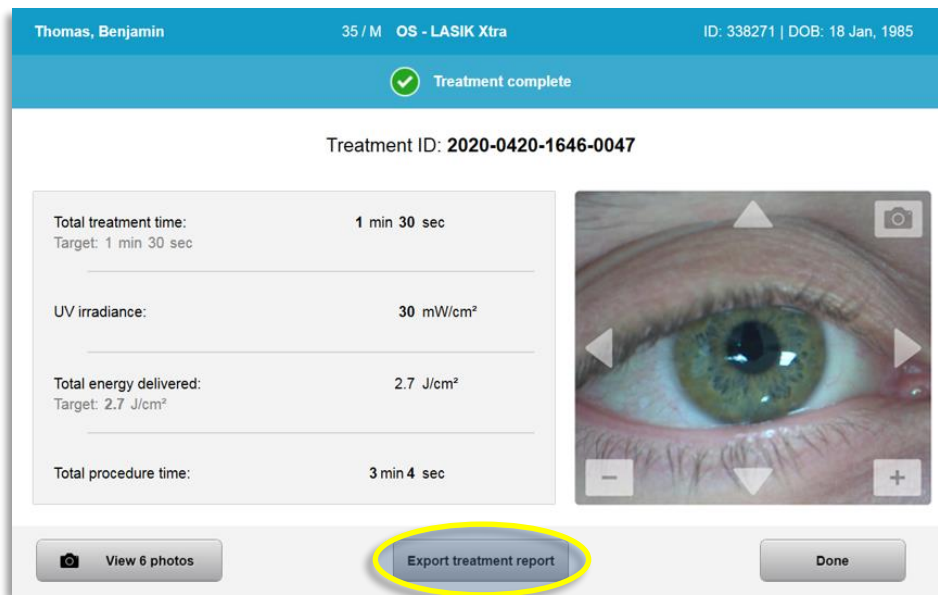 Thomas, Benjamin 35 / M OS - LASIK Xtra ID: 338271 | DOB: 18 Jan, 1985
Treatment complete
Treatment ID: 2020-0420-1646-0047
Total treatment time: 1 min 30 sec
Target: 1 min 30 sec
UV irradiance: 30 mW/cm²
Total energy delivered: 2.7 J/cm²
Target: 2.7 J/cm²
Total procedure time: 3 min 4 sec
View 6 photos Export treatment report Done